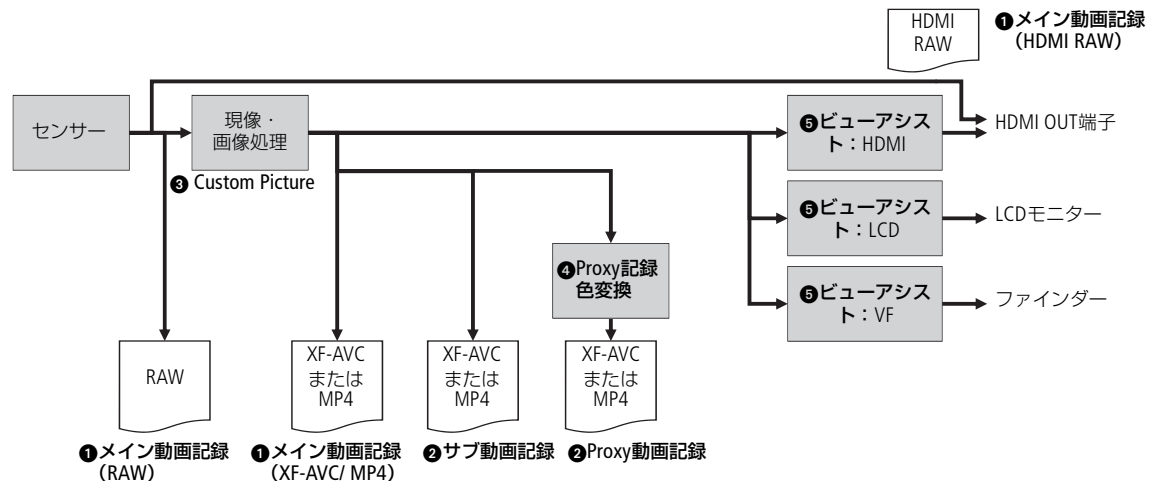 HDMI
RAW
❶メイン動画記録
(HDMI RAW)
センサー
現像・
画像処理
❸ Custom Picture
❺ビューアシス
ト：HDMI
HDMI OUT端子
❺ビューアシス
ト：LCD
LCDモニター
❹Proxy記録
色変換
❺ビューアシス
ト：VF
ファインダー
RAW
❶メイン動画記録
(RAW)
XF-AVC
または
MP4
❶メイン動画記録
(XF-AVC/ MP4)
XF-AVC
または
MP4
❷サブ動画記録
XF-AVC
または
MP4
❷Proxy動画記録